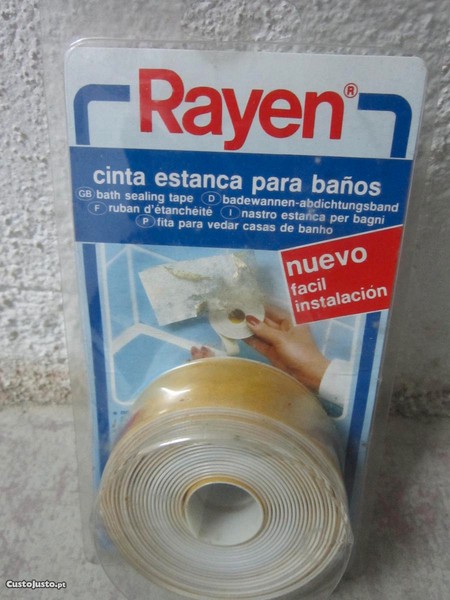 Rayen®
cinta estanca para baños
GB bath sealing tape D badewannen-abdichtungsband
F ruban d'étanchéité I nastro estanca per bagni
P fita para vedar casas de banho
nuevo
facil
instalación
CustoJusto.pt